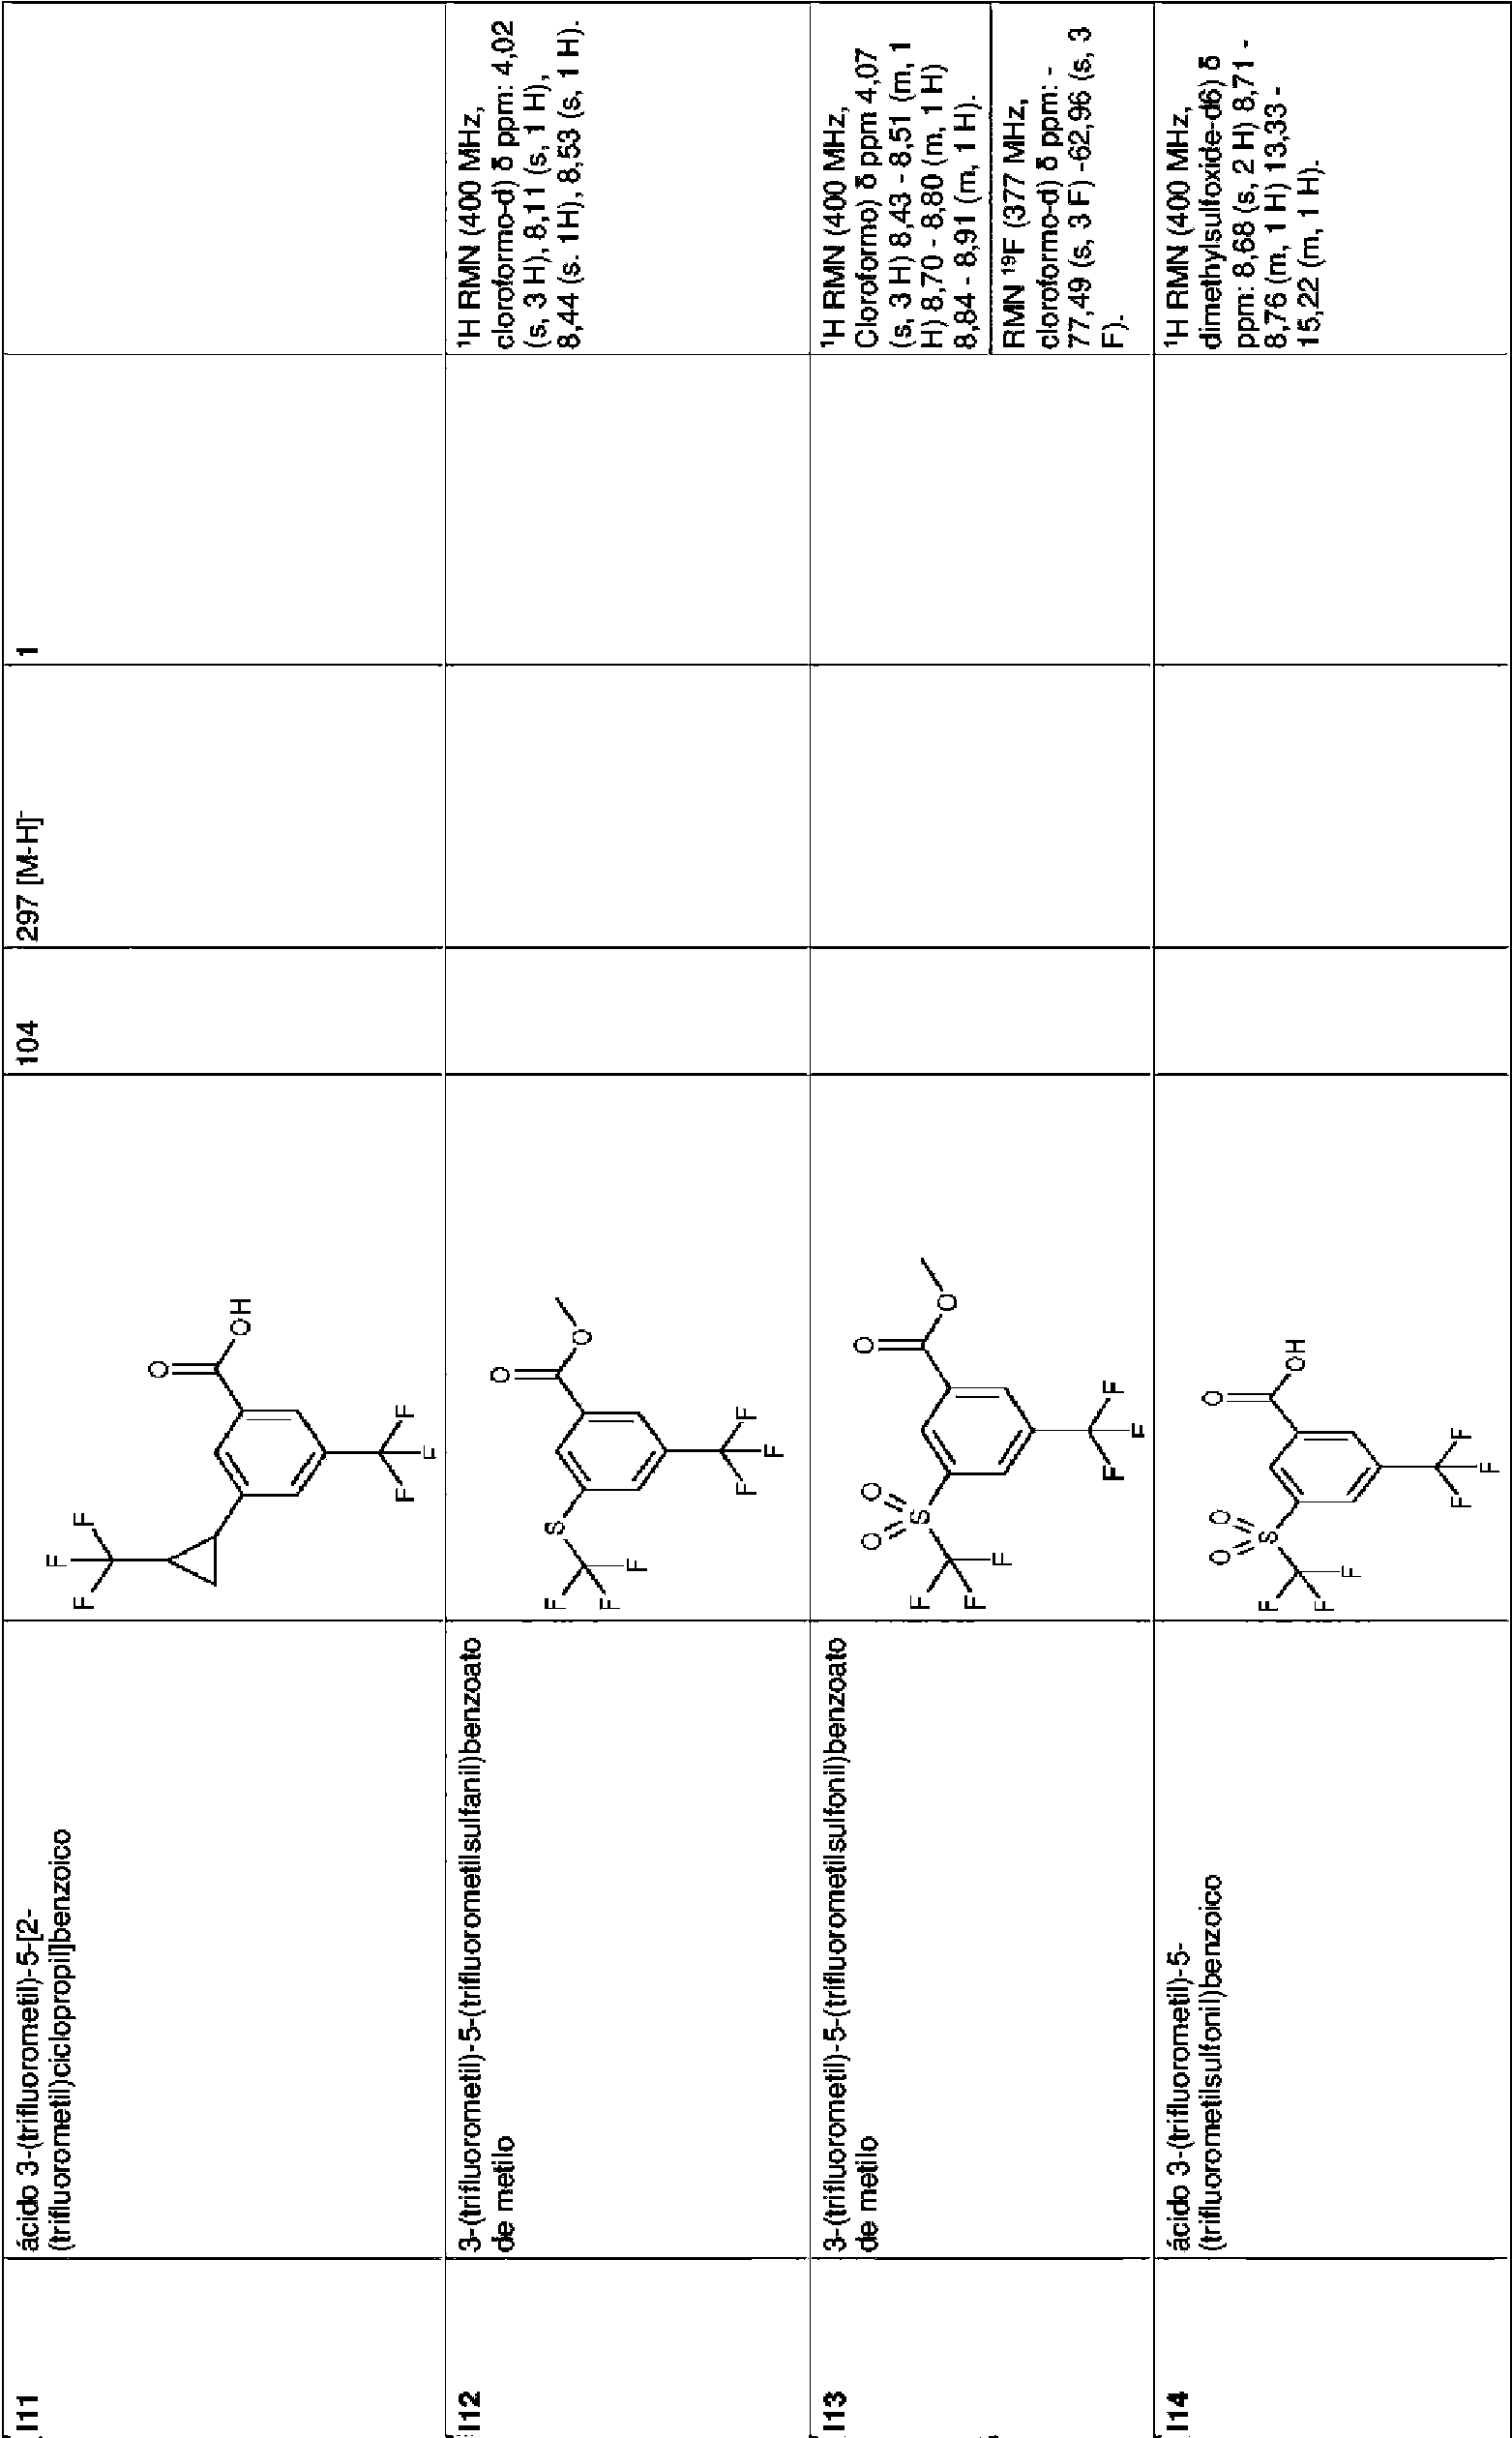 I11
ácido 3-(trifluorometil)-5-[2-
(trifluorometil)ciclopropil]benzoico
F
F
F
O
OH
F
F
F
104
297 [M-H]⁻
1
I12
3-(trifluorometil)-5-(trifluorometilsulfanil)benzoato
de metilo
O
O
S
F
F
F
F
F
F
¹H RMN (400 MHz,
cloroformo-d) δ ppm: 4,02
(s, 3 H), 8,11 (s, 1 H),
8,44 (s. 1H), 8,53 (s, 1 H).
I13
3-(trifluorometil)-5-(trifluorometilsulfonil)benzoato
de metilo
O
O
O
O
S
F
F
F
F
F
F
¹H RMN (400 MHz,
Cloroformo) δ ppm 4,07
(s, 3 H) 8,43 - 8,51 (m, 1
H) 8,70 - 8,80 (m, 1 H)
8,84 - 8,91 (m, 1 H).
RMN ¹⁹F (377 MHz,
cloroformo-d) δ ppm: -
77,49 (s, 3 F) -62,96 (s, 3
F).
I14
ácido 3-(trifluorometil)-5-
(trifluorometilsulfonil)benzoico
O
OH
O
O
S
F
F
F
F
F
F
¹H RMN (400 MHz,
dimethylsulfoxide-d6) δ
ppm: 8,68 (s, 2 H) 8,71 -
8,76 (m, 1 H) 13,33 -
15,22 (m, 1 H).